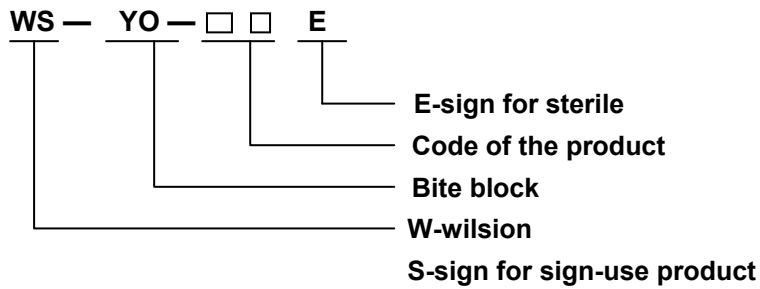 WS — YO — □ □ E
E-sign for sterile
Code of the product
Bite block
W-wilsion
S-sign for sign-use product